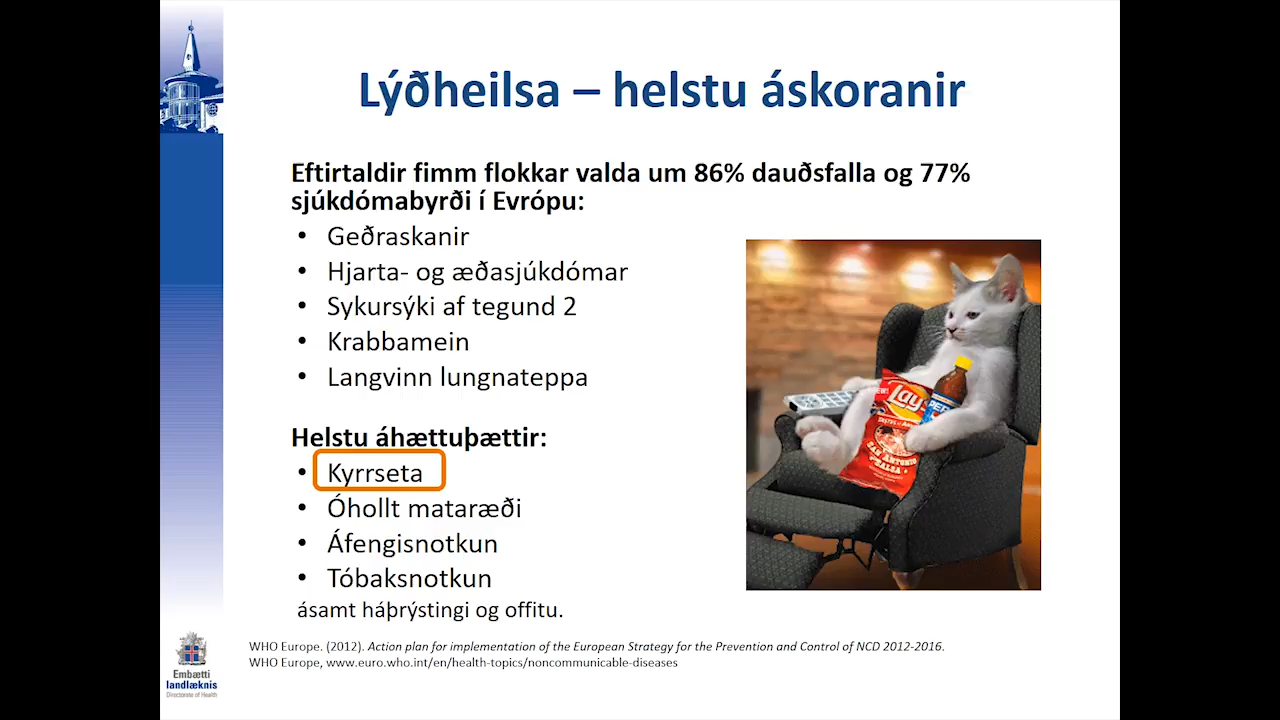 Lýðheilsa – helstu áskoranir
Eftirtaldir fimm flokkar valda um 86% dauðsfalla og 77%
sjúkdómabyrði í Evrópu:
• Geðraskanir
• Hjarta- og æðasjúkdómar
• Sykursýki af tegund 2
• Krabbamein
• Langvinn lungnateppa
Helstu áhættuþættir:
• Kyrrseta
• Óhollt mataræði
• Áfengisnotkun
• Tóbaksnotkun
ásamt háþrýstingi og offitu.
WHO Europe. (2012). Action plan for implementation of the European Strategy for the Prevention and Control of NCD 2012-2016.
WHO Europe, www.euro.who.int/en/health-topics/noncommunicable-diseases
Embætti
landlæknis
Directorate of Health
Lay's
SAN ANTONIO
SALSA